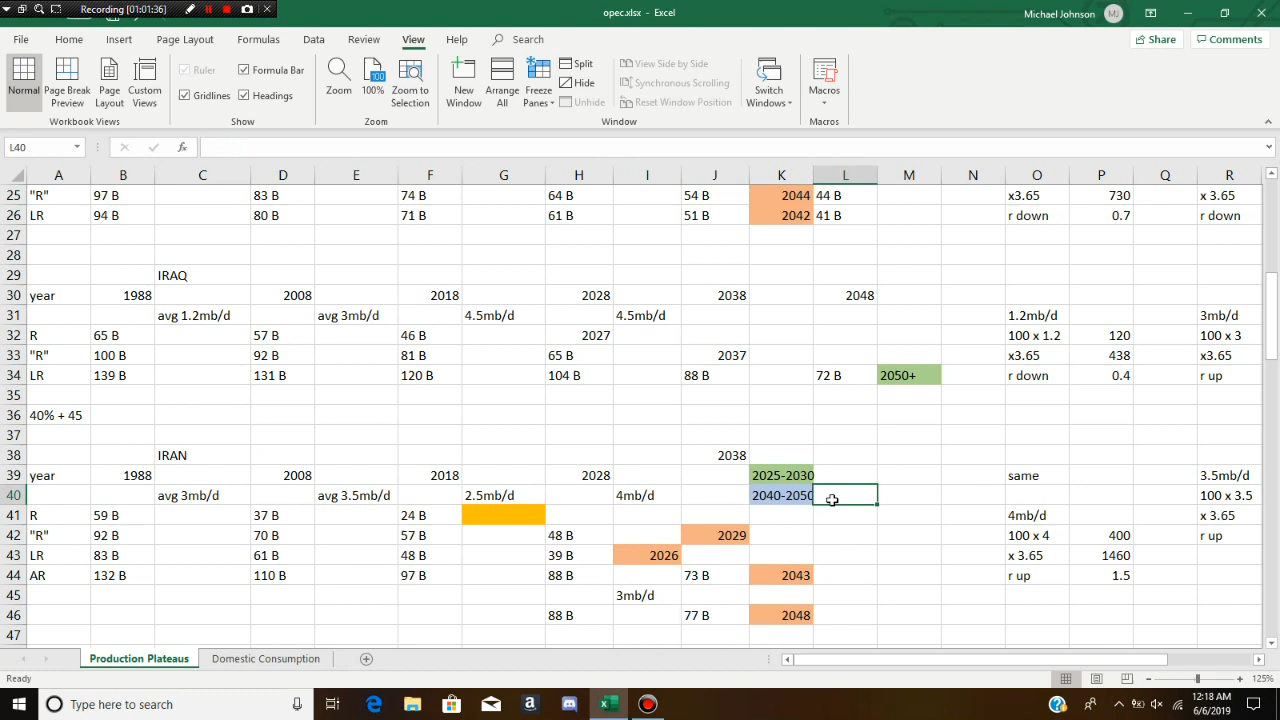 Recording [01:01:36]
opec.xlsx - Excel
Michael Johnson MJ
File Home Insert Page Layout Formulas Data Review View Help Search Share Comments
Normal Page Break Preview Page Layout Custom Views
Ruler Formula Bar
Gridlines Headings
Zoom 100% Zoom to Selection
New Window Arrange All Freeze Panes
Split View Side by Side
Hide Synchronous Scrolling
Unhide Reset Window Position
Switch Windows Macros
Workbook Views Show Zoom Window Macros
L40 fx
A B C D E F G H I J K L M N O P Q R
25 "R" 97 B 83 B 74 B 64 B 54 B 2044 44 B x3.65 730 x 3.65
26 LR 94 B 80 B 71 B 61 B 51 B 2042 41 B r down 0.7 r down
27
28
29 IRAQ
30 year 1988 2008 2018 2028 2038 2048
31 avg 1.2mb/d avg 3mb/d 4.5mb/d 4.5mb/d 1.2mb/d 3mb/d
32 R 65 B 57 B 46 B 2027 100 x 1.2 120 100 x 3
33 "R" 100 B 92 B 81 B 65 B 2037 x3.65 438 x3.65
34 LR 139 B 131 B 120 B 104 B 88 B 72 B 2050+ r down 0.4 r up
35
36 40% + 45
37
38 IRAN 2038
39 year 1988 2008 2018 2028 2025-2030 same 3.5mb/d
40 avg 3mb/d avg 3.5mb/d 2.5mb/d 4mb/d 2040-2050 100 x 3.5
41 R 59 B 37 B 24 B 4mb/d x 3.65
42 "R" 92 B 70 B 57 B 48 B 2029 100 x 4 400 r up
43 LR 83 B 61 B 48 B 39 B 2026 x 3.65 1460
44 AR 132 B 110 B 97 B 88 B 73 B 2043 r up 1.5
45 3mb/d
46 88 B 77 B 2048
47
Production Plateaus Domestic Consumption
Ready 125%
Type here to search
12:18 AM
6/6/2019